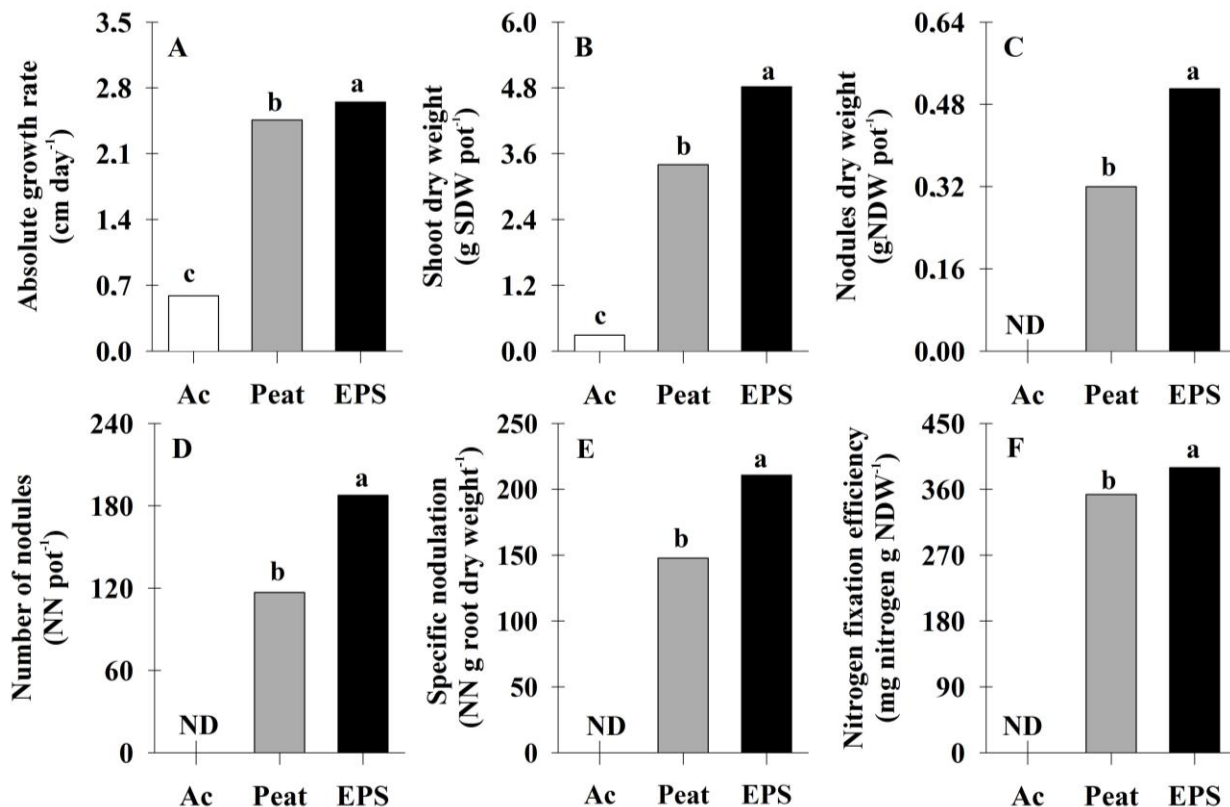 Absolute growth rate
(cm day⁻¹)
3.5
2.8
2.1
1.4
0.7
0.0
A
c
b
a
Ac Peat EPS
Shoot dry weight
(g SDW pot⁻¹)
6.0
4.8
3.6
2.4
1.2
0.0
B
c
b
a
Ac Peat EPS
Nodules dry weight
(gNDW pot⁻¹)
0.64
0.48
0.32
0.16
0.00
C
ND
b
a
Ac Peat EPS
Number of nodules
(NN pot⁻¹)
240
180
120
60
0
D
ND
b
a
Ac Peat EPS
Specific nodulation
(NN g root dry weight⁻¹)
250
200
150
100
50
0
E
ND
b
a
Ac Peat EPS
Nitrogen fixation efficiency
(mg nitrogen g NDW⁻¹)
450
360
270
180
90
0
F
ND
b
a
Ac Peat EPS